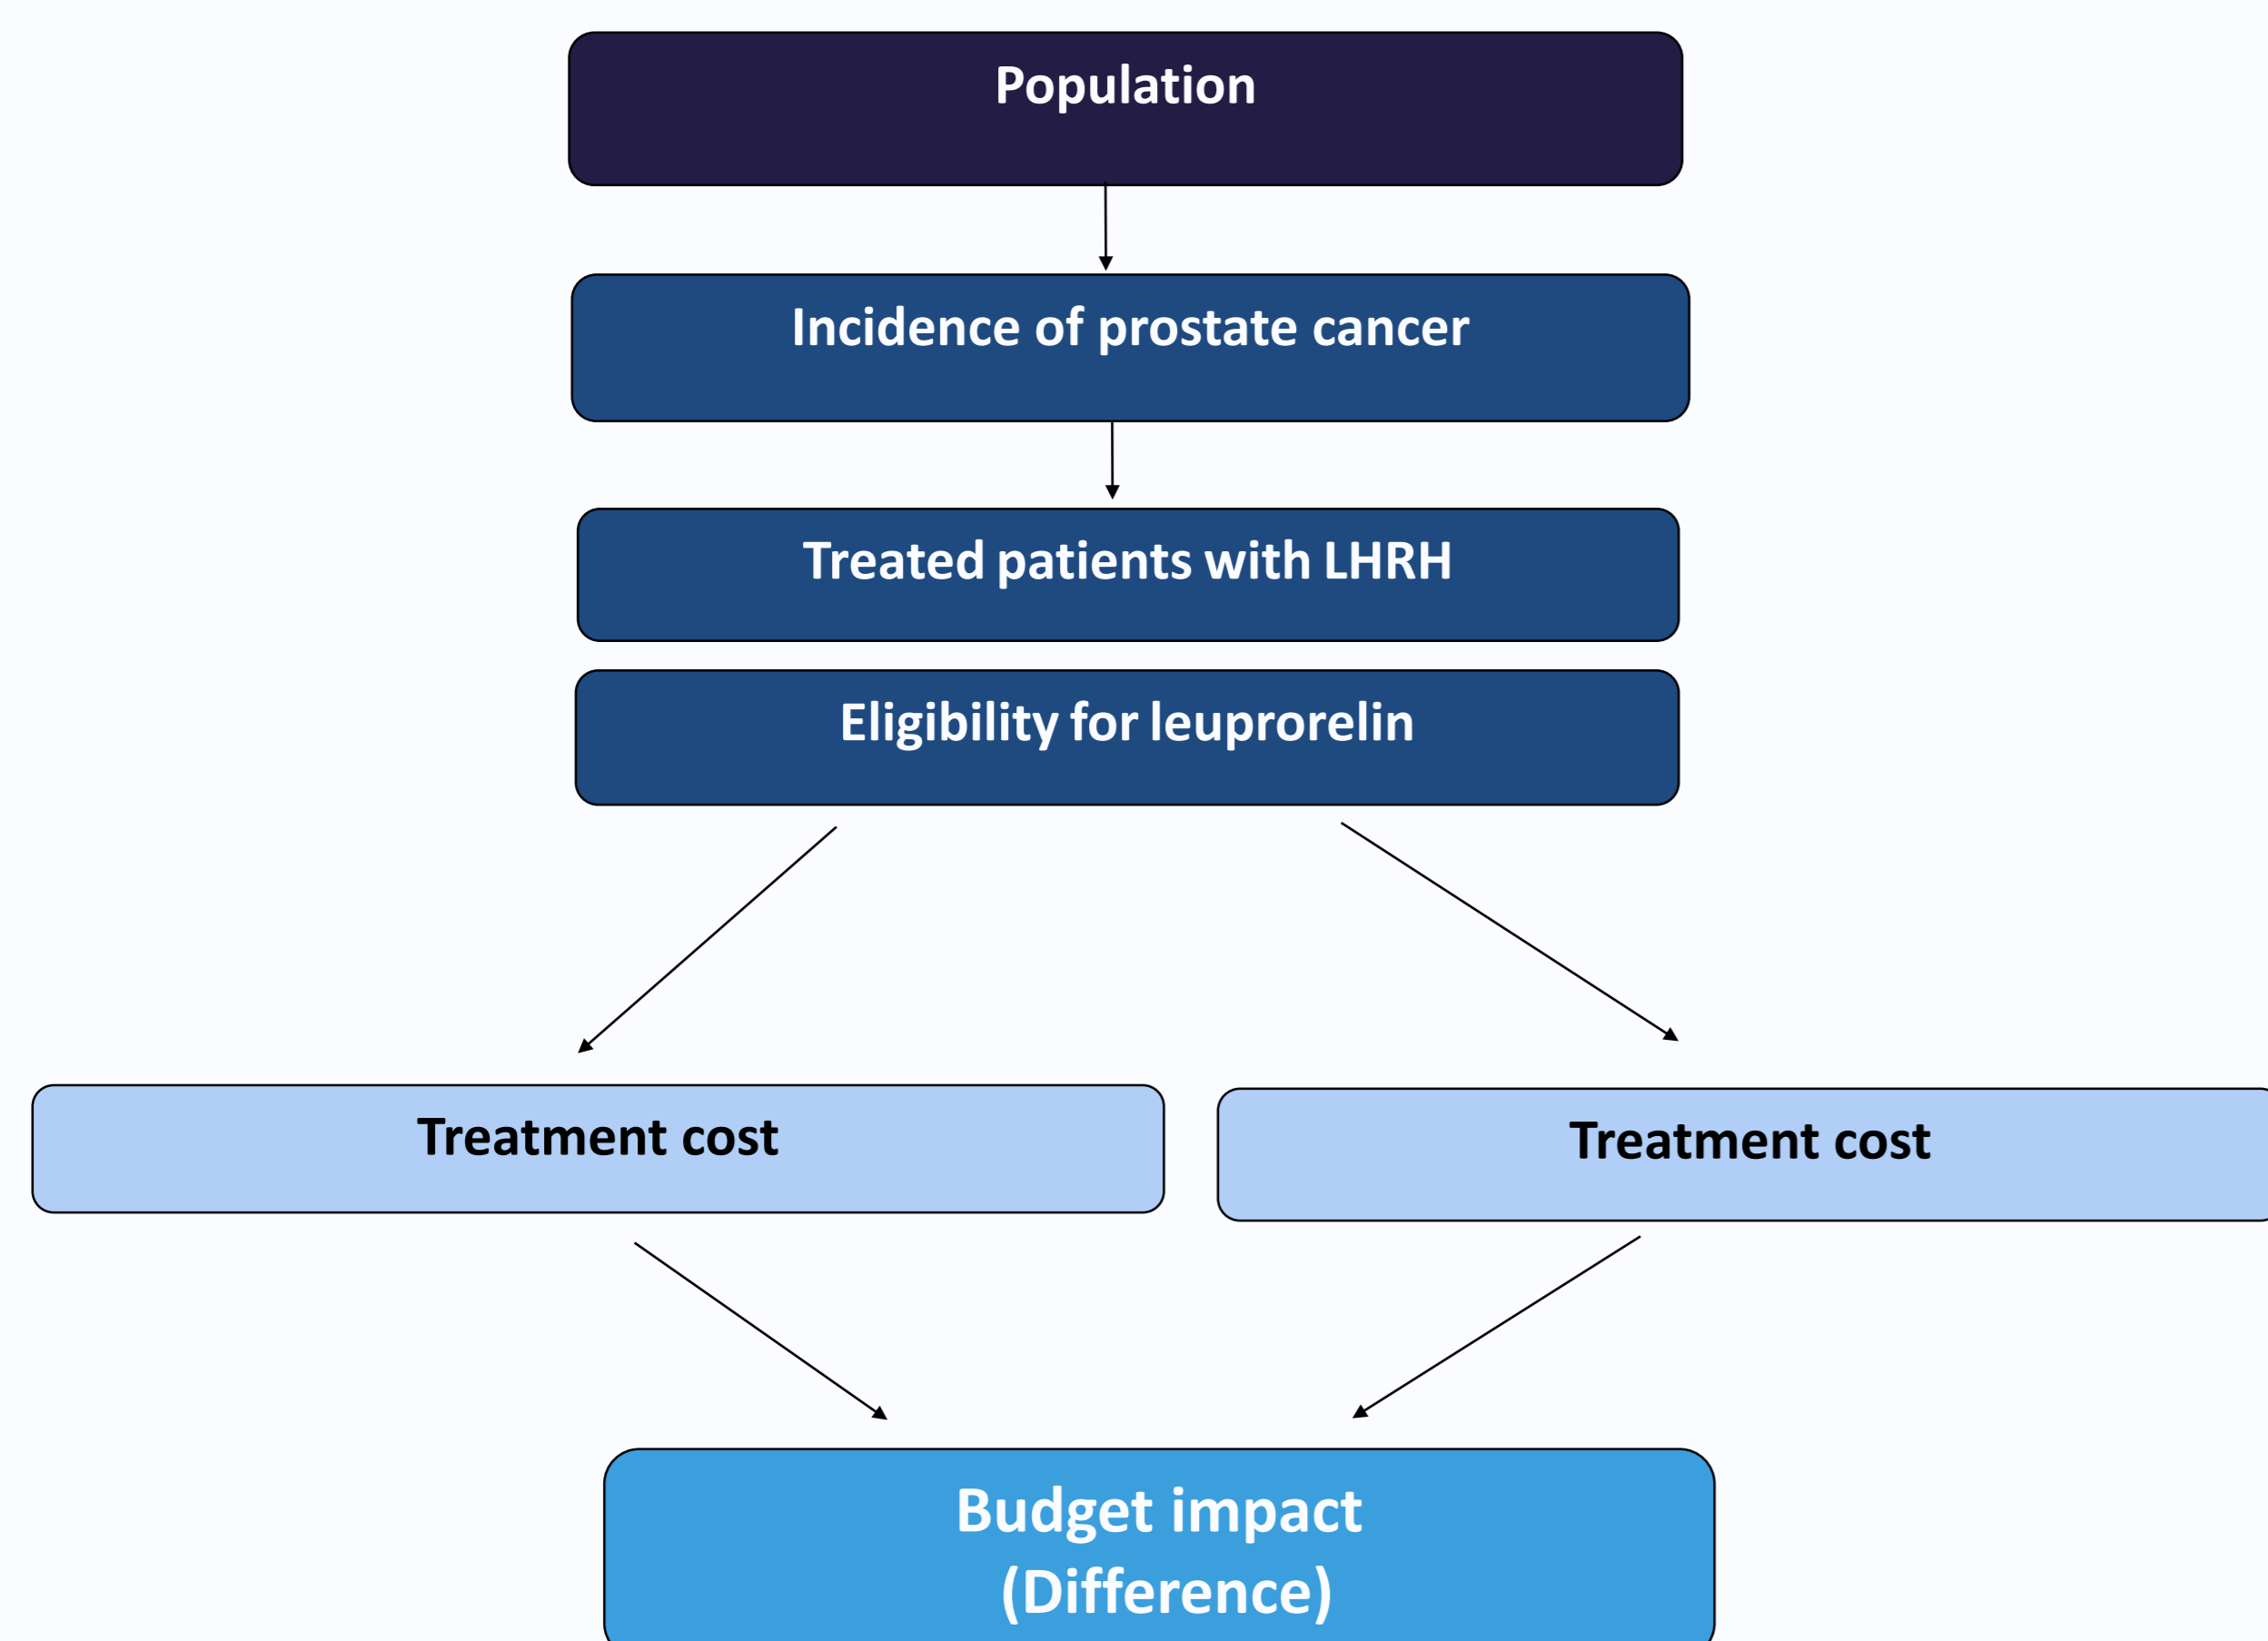 Population
Incidence of prostate cancer
Treated patients with LHRH
Eligibility for leuprorelin
Treatment cost
Treatment cost
Budget impact
(Difference)